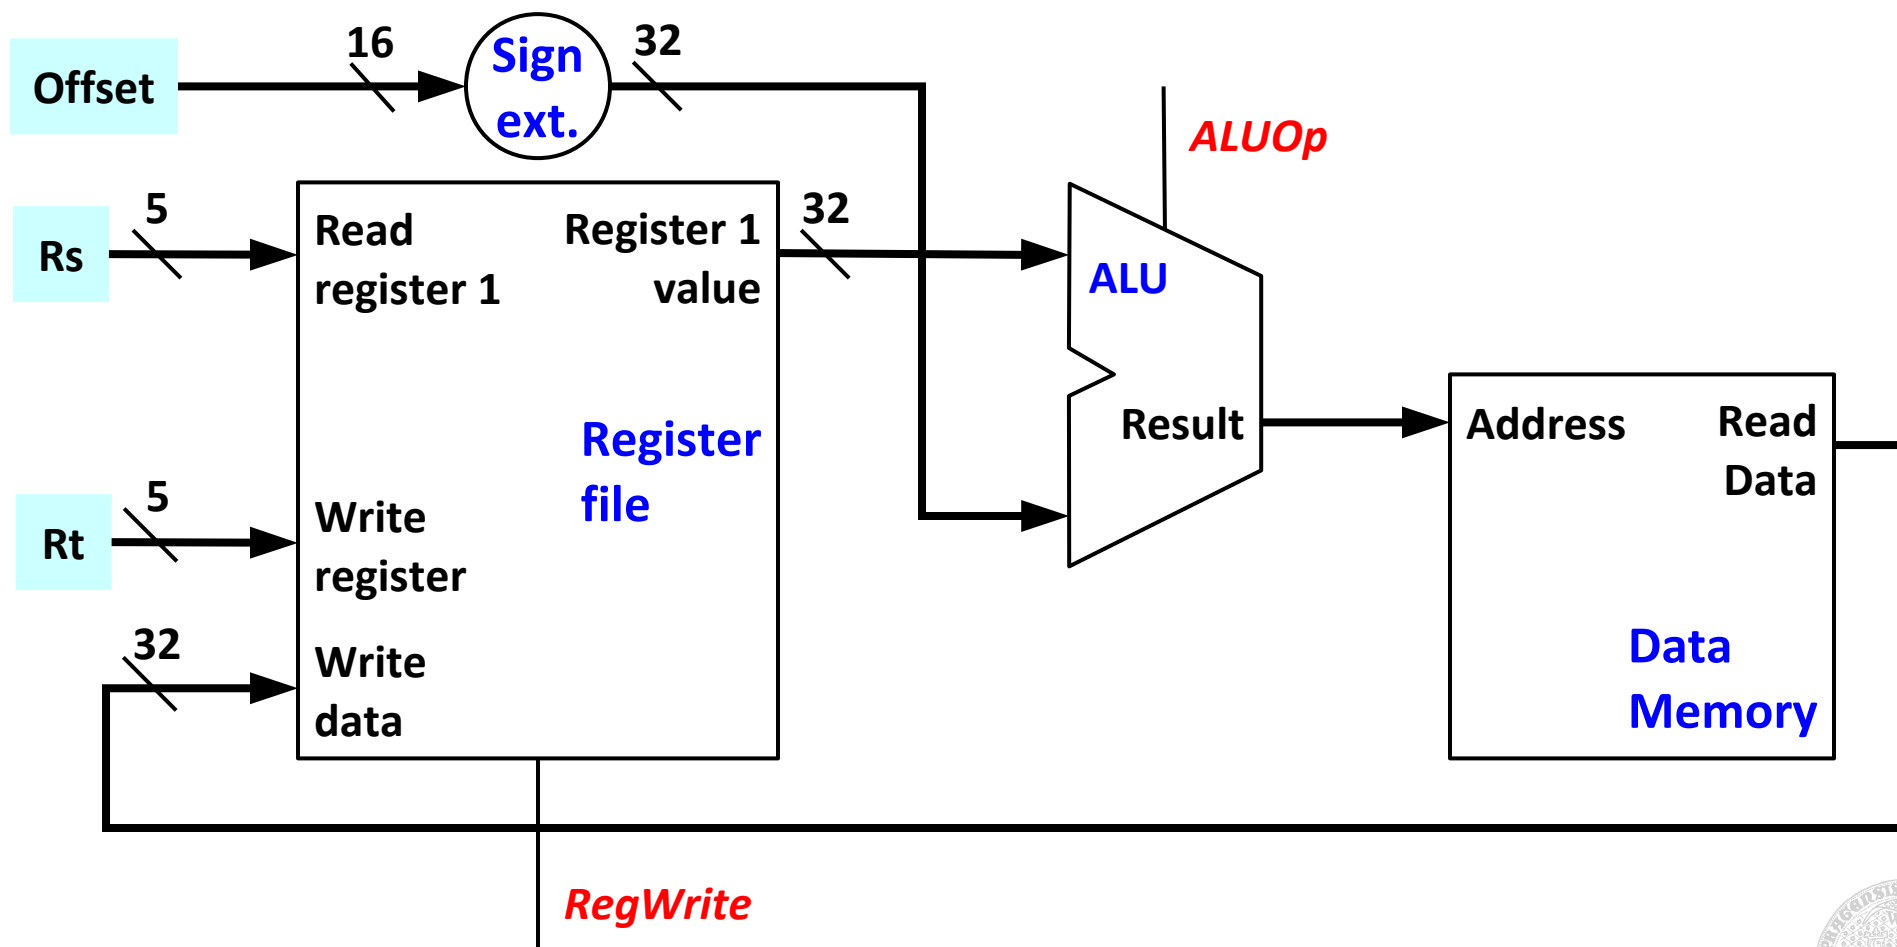 16
32
Offset
Sign
ext.
ALUOp
5
32
Rs
Read
register 1
Register 1
value
ALU
Register
file
Result
Address
Read
Data
5
Rt
Write
register
32
Write
data
Data
Memory
RegWrite